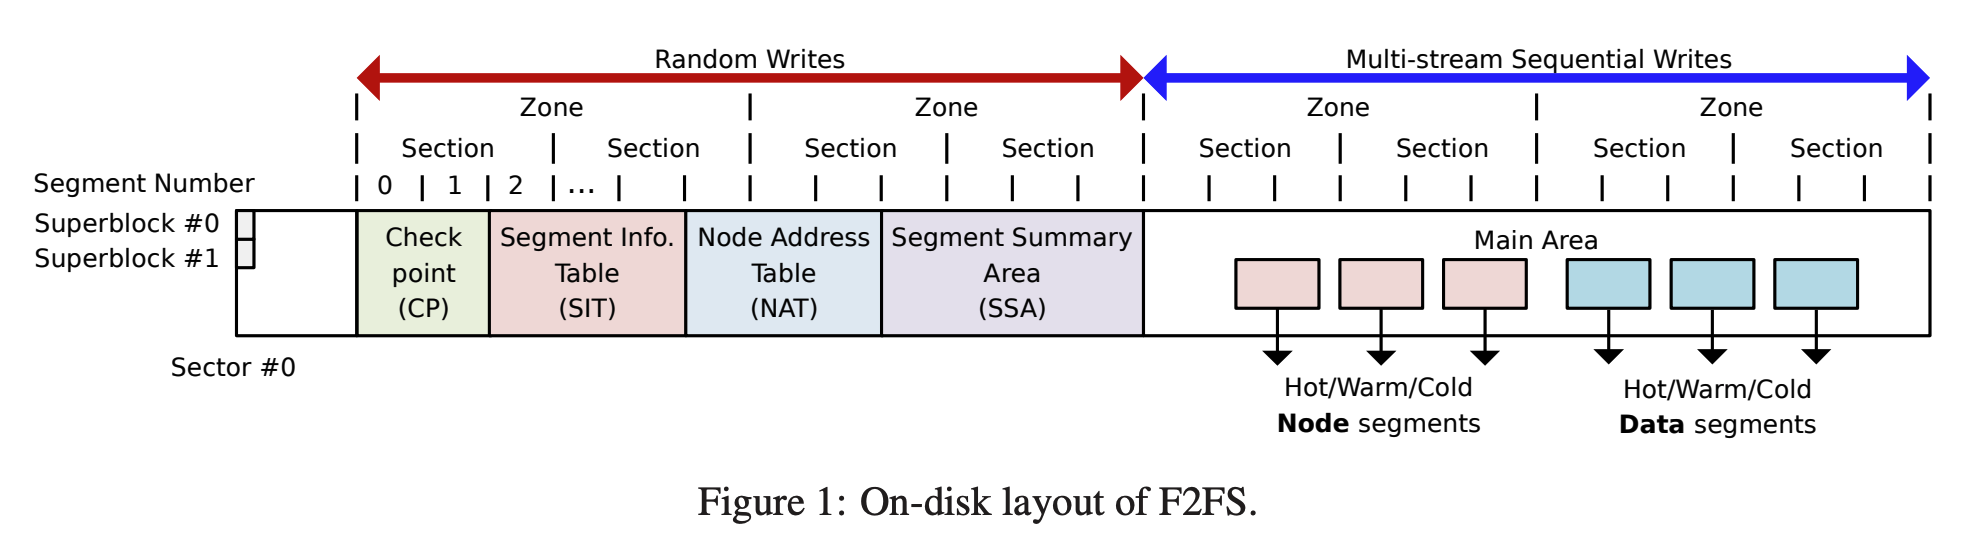 Random Writes
Multi-stream Sequential Writes
Zone
Zone
Zone
Zone
Section
Section
Section
Section
Section
Section
Section
Section
Segment Number
0
1
2
...
Superblock #0
Superblock #1
Check
point
(CP)
Segment Info.
Table
(SIT)
Node Address
Table
(NAT)
Segment Summary
Area
(SSA)
Main Area
Sector #0
Hot/Warm/Cold
Node segments
Hot/Warm/Cold
Data segments
Figure 1: On-disk layout of F2FS.